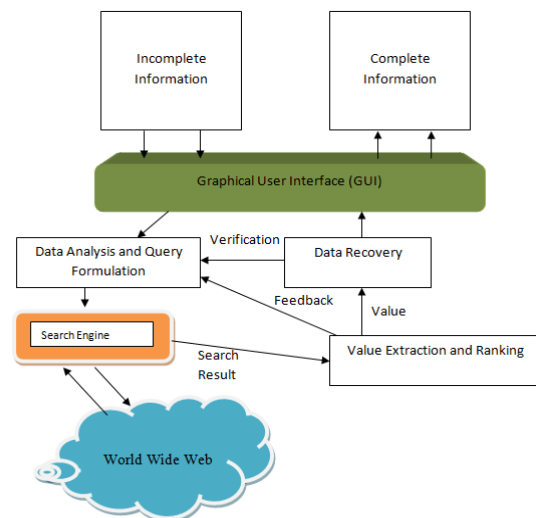 Incomplete
Information
Complete
Information
Graphical User Interface (GUI)
Verification
Data Analysis and Query
Formulation
Data Recovery
Feedback
Value
Search Engine
Search
Result
Value Extraction and Ranking
World Wide Web